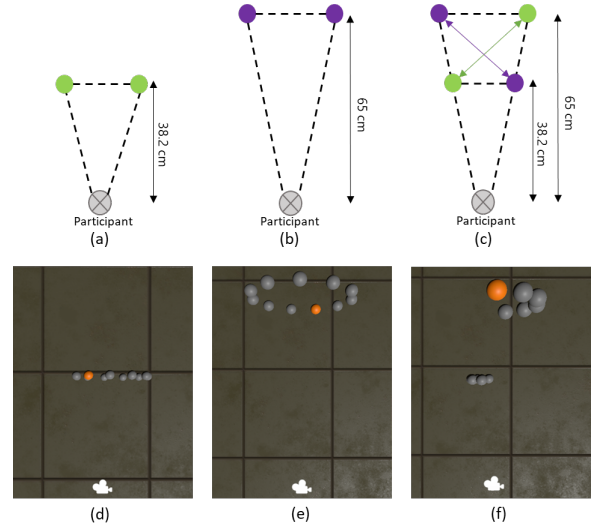 38.2 cm
Participant
(a)
65 cm
Participant
(b)
38.2 cm
65 cm
Participant
(c)
(d)
(e)
(f)